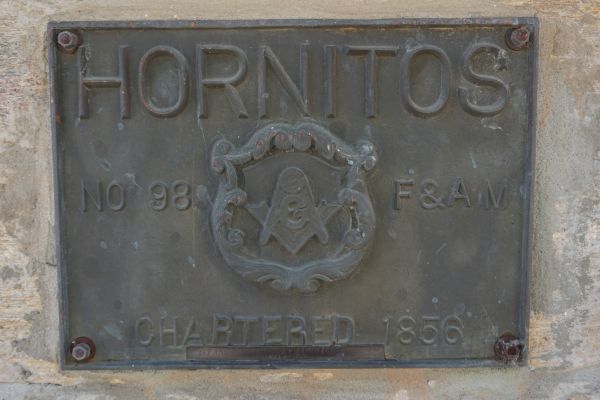 HORNITOS
NO 98 G F&AM
CHARTERED 1856